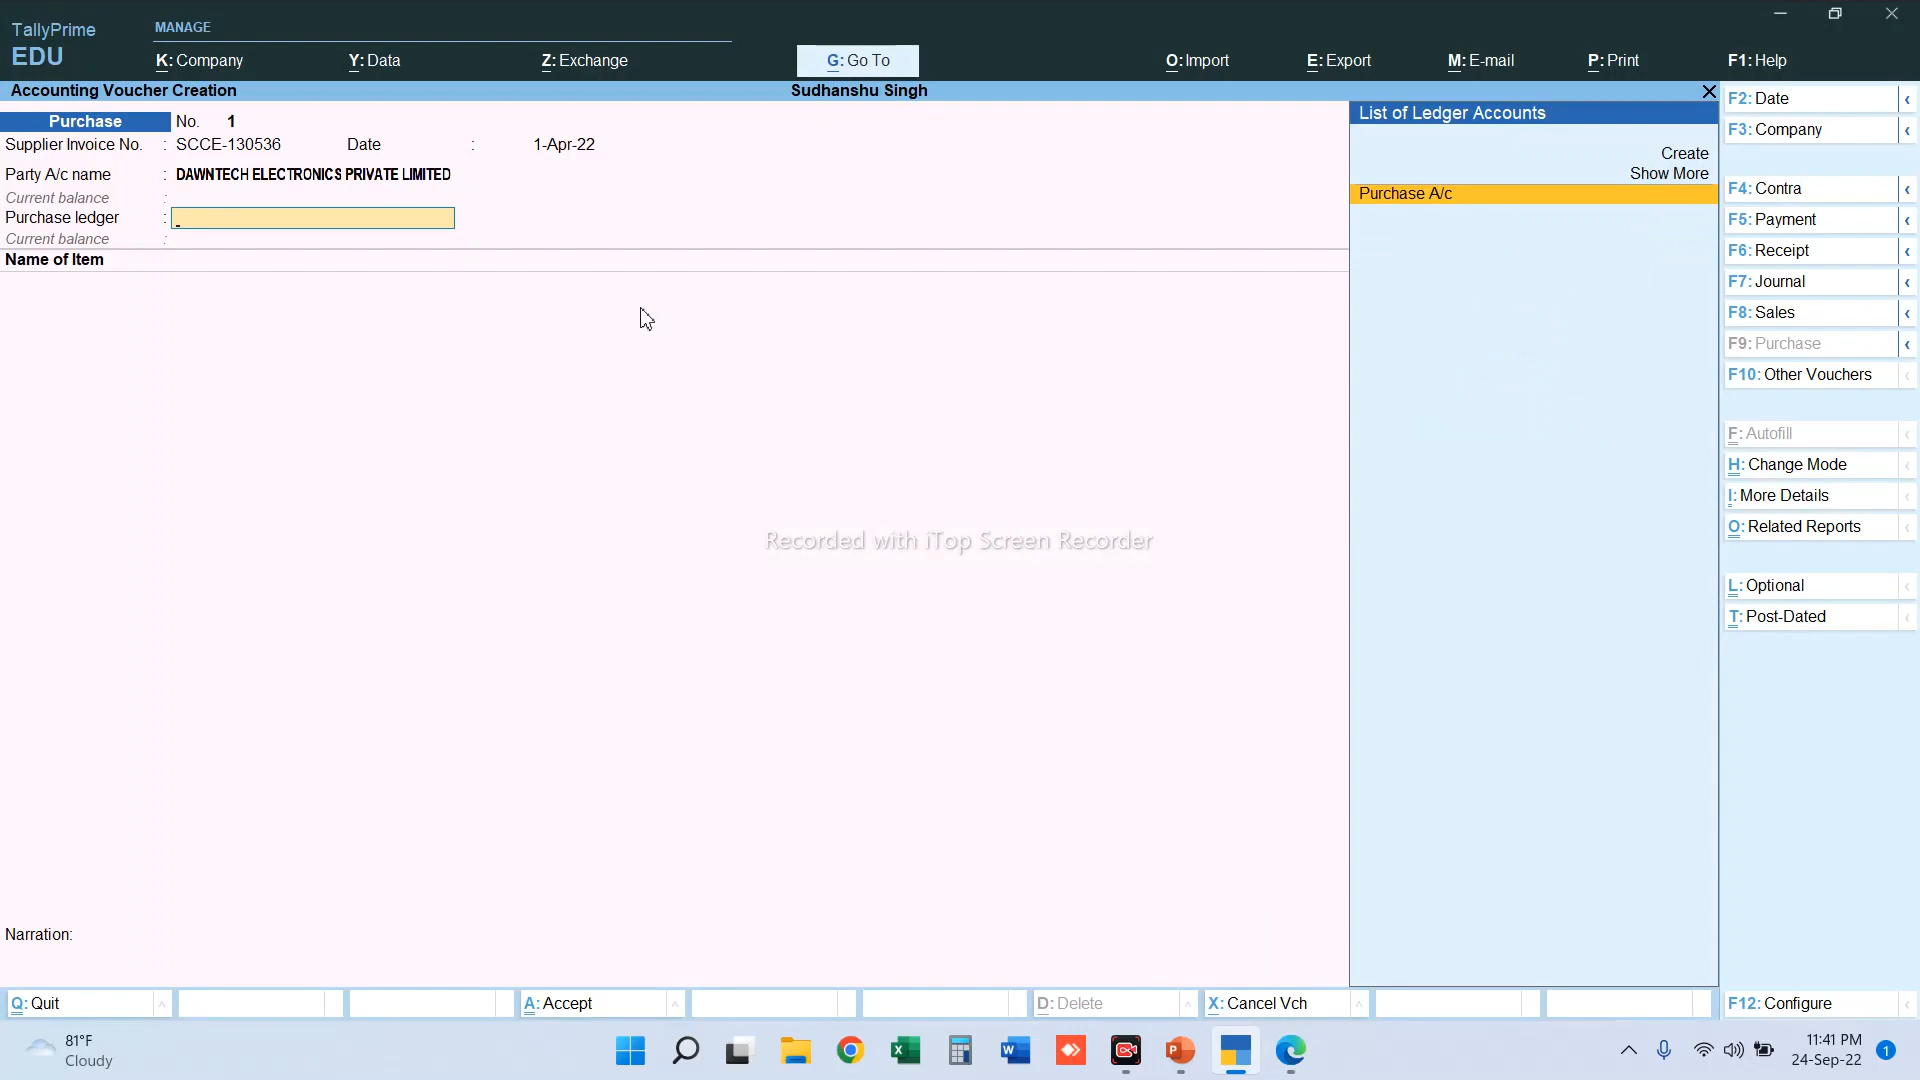 TallyPrime
EDU
MANAGE
K: Company
Y: Data
Z: Exchange
G: Go To
O: Import
E: Export
M: E-mail
P: Print
F1: Help
Accounting Voucher Creation
Sudhanshu Singh
Purchase No. 1
Supplier Invoice No. : SCCE-130536 Date : 1-Apr-22
Party A/c name : DAWNTECH ELECTRONICS PRIVATE LIMITED
Current balance :
Purchase ledger :
Current balance :
Name of Item
List of Ledger Accounts
Create
Show More
Purchase A/c
F2: Date
F3: Company
F4: Contra
F5: Payment
F6: Receipt
F7: Journal
F8: Sales
F9: Purchase
F10: Other Vouchers
F: Autofill
H: Change Mode
I: More Details
O: Related Reports
L: Optional
T: Post-Dated
Recorded with iTop Screen Recorder
Narration:
Q: Quit
A: Accept
D: Delete
X: Cancel Vch
F12: Configure
81°F
Cloudy
11:41 PM
24-Sep-22
1